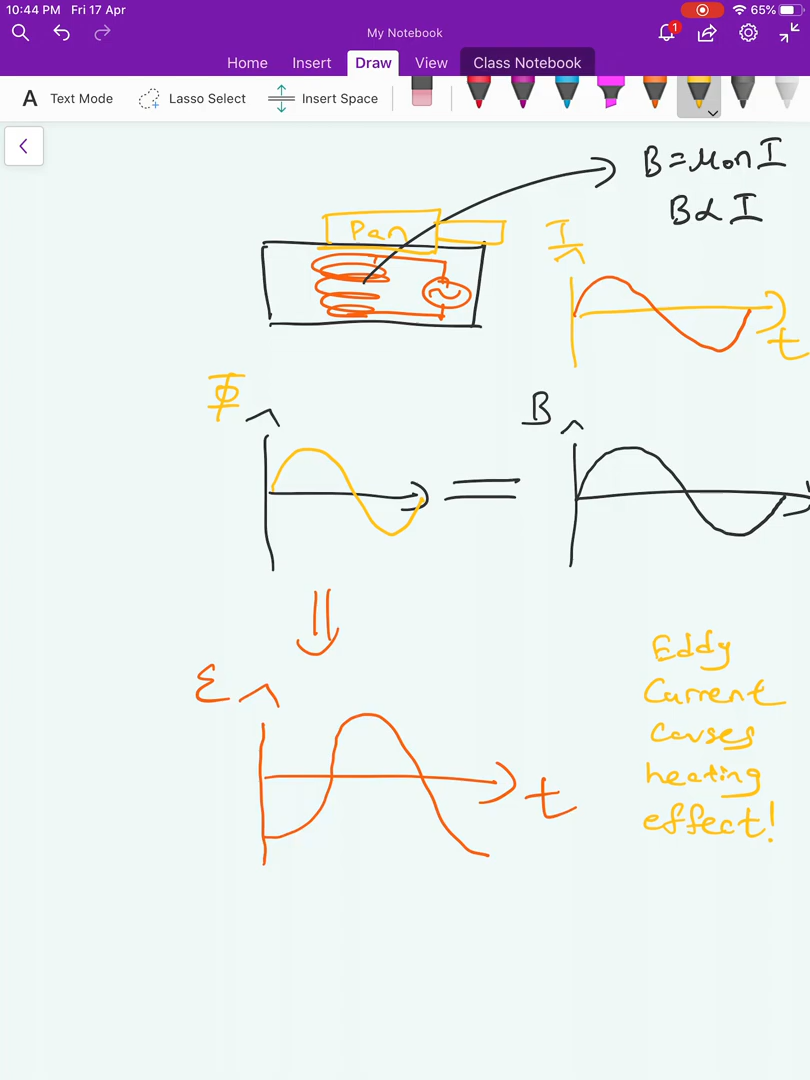 10:44 PM Fri 17 Apr
65%
My Notebook
1
Home Insert Draw View Class Notebook
A Text Mode Lasso Select Insert Space
B = μ₀nI
B ∝ I
Pan
I
t
Φ
B
=
ε
t
Eddy
Current
Causes
heating
effect!